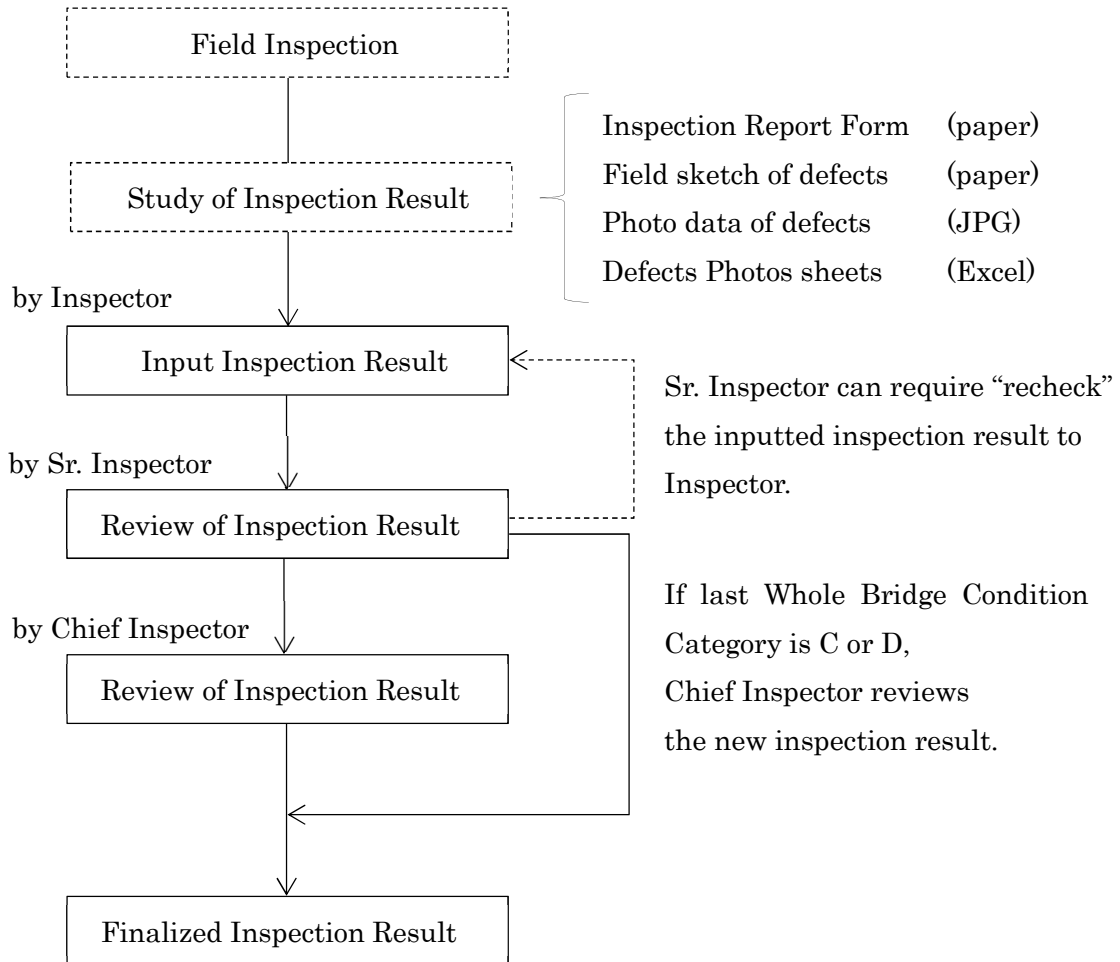 Field Inspection
Study of Inspection Result
Inspection Report Form (paper)
Field sketch of defects (paper)
Photo data of defects (JPG)
Defects Photos sheets (Excel)
by Inspector
Input Inspection Result
Sr. Inspector can require “recheck”
the inputted inspection result to
Inspector.
by Sr. Inspector
Review of Inspection Result
If last Whole Bridge Condition
Category is C or D,
Chief Inspector reviews
the new inspection result.
by Chief Inspector
Review of Inspection Result
Finalized Inspection Result